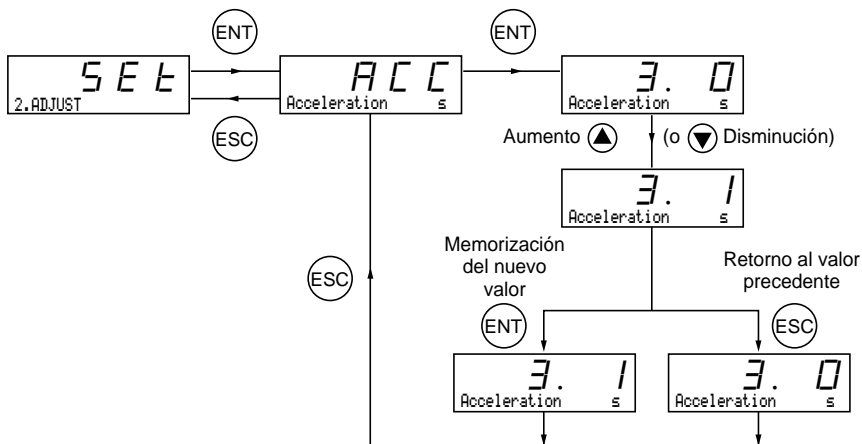 ENT
ENT
SEt
2.ADJUST
ACC
Acceleration s
3. 0
Acceleration s
ESC
Aumento (o Disminución)
3. 1
Acceleration s
Memorización
del nuevo
valor
Retorno al valor
precedente
ESC
ENT
ESC
3. 1
Acceleration s
3. 0
Acceleration s